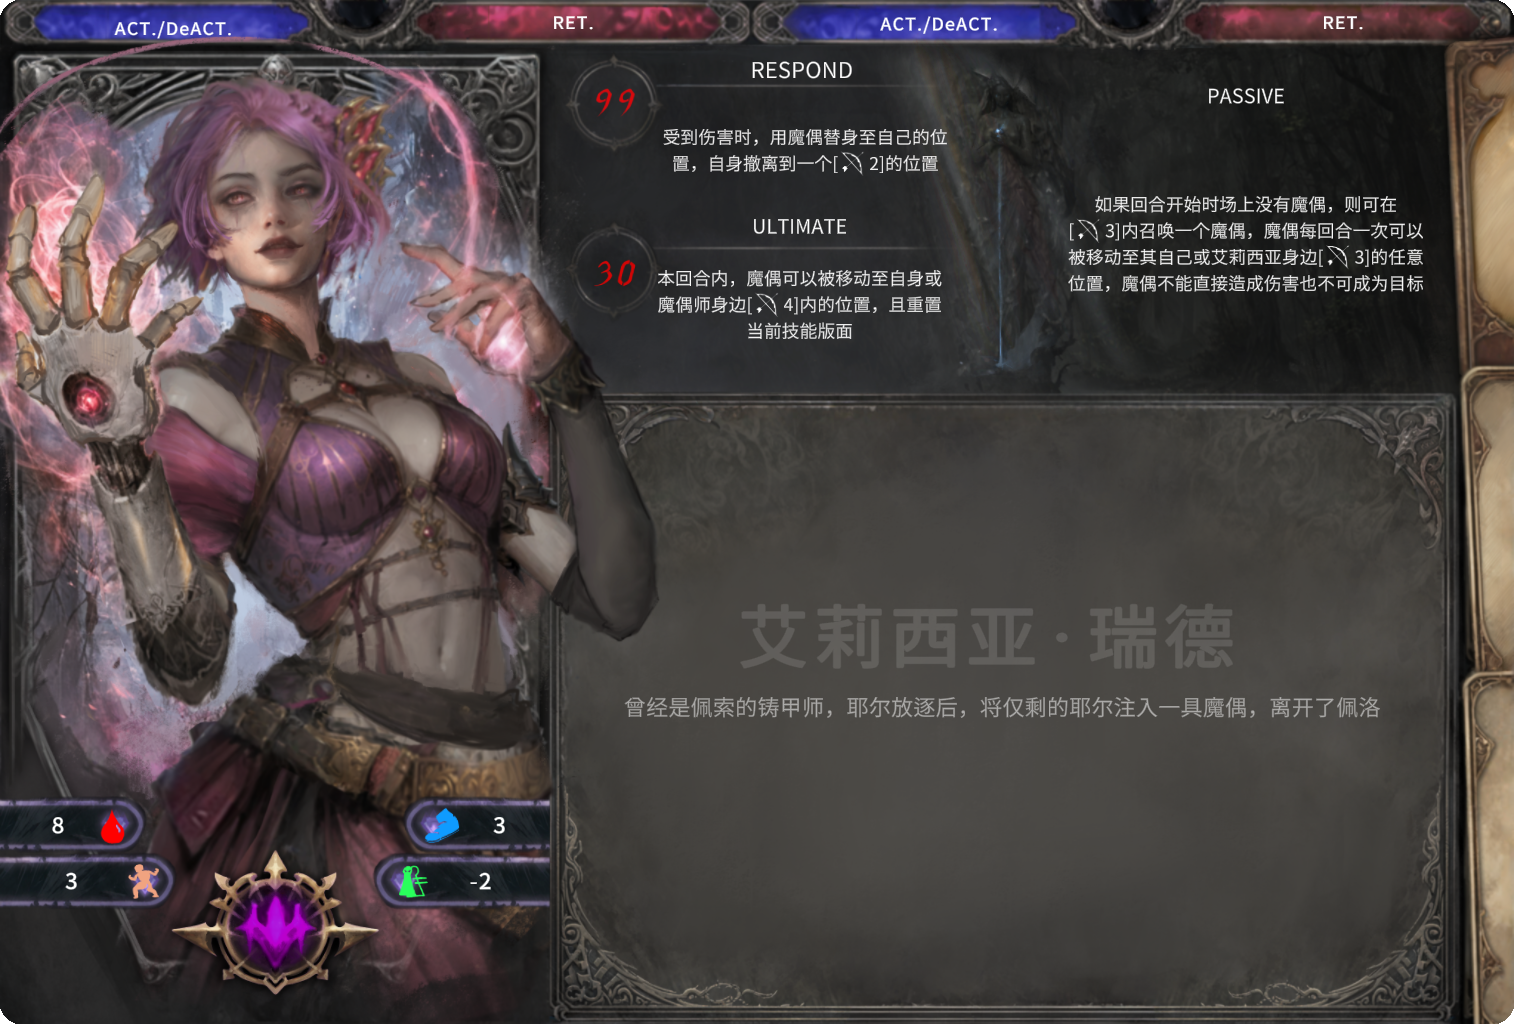 ACT./DeACT.
RET.
ACT./DeACT.
RET.
99
RESPOND
受到伤害时，用魔偶替身至自己的位
置，自身撤离到一个[ 2]的位置
30
ULTIMATE
本回合内，魔偶可以被移动至自身或
魔偶师身边[ 4]内的位置，且重置
当前技能版面
PASSIVE
如果回合开始时场上没有魔偶，则可在
[ 3]内召唤一个魔偶，魔偶每回合一次可以
被移动至其自己或艾莉西亚身边[ 3]的任意
位置，魔偶不能直接造成伤害也不可成为目标
艾莉西亚·瑞德
曾经是佩索的铸甲师，耶尔放逐后，将仅剩的耶尔注入一具魔偶，离开了佩洛
8
3
3
-2